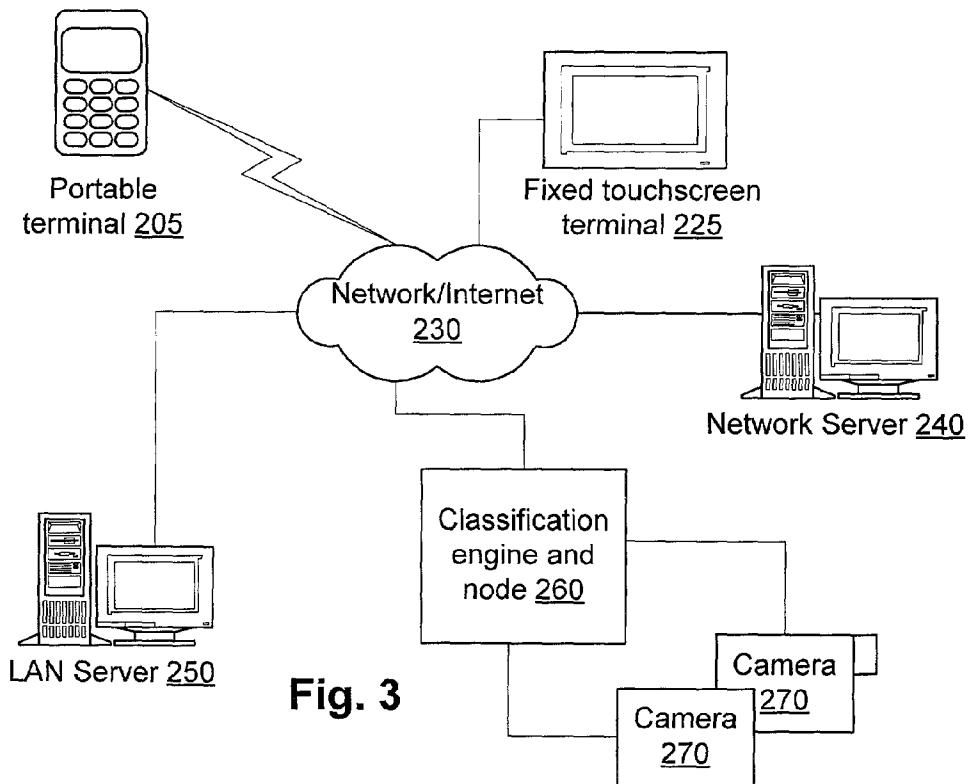 Portable
terminal 205
Fixed touchscreen
terminal 225
Network/Internet
230
Network Server 240
Classification
engine and
node 260
LAN Server 250
Fig. 3
Camera
270
Camera
270